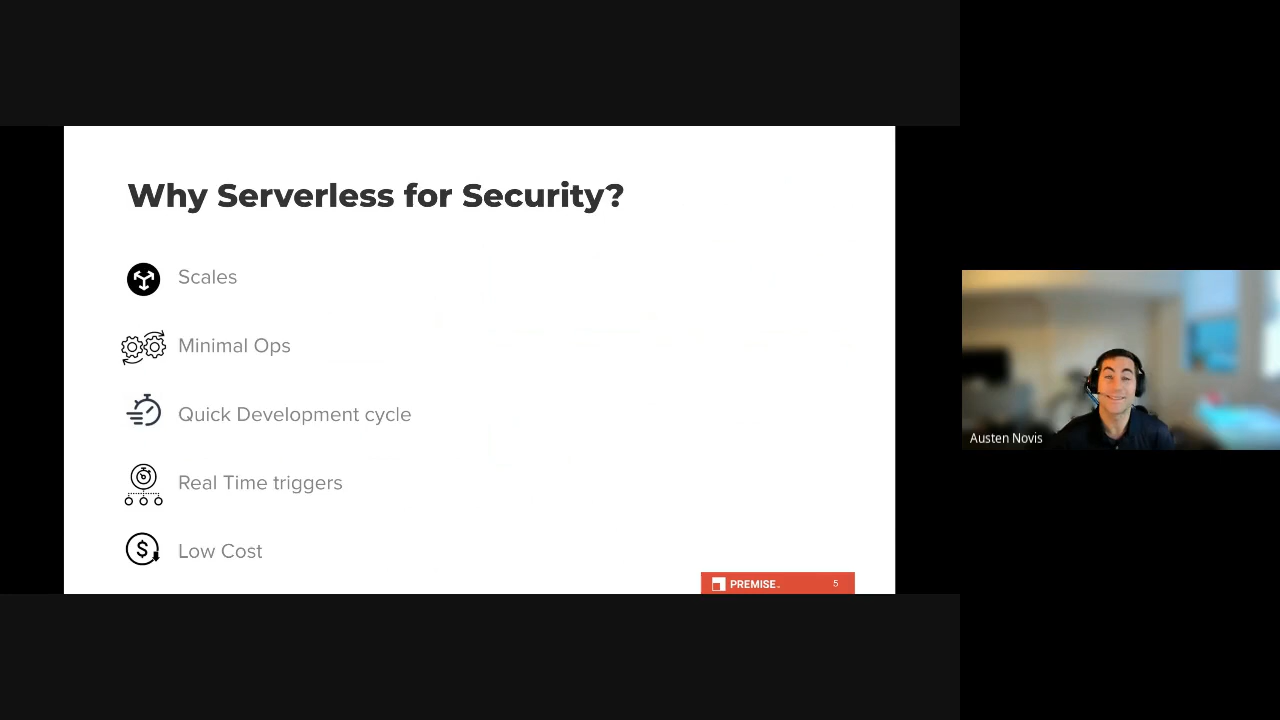 Why Serverless for Security?
Scales
Minimal Ops
Quick Development cycle
Real Time triggers
$
Low Cost
PREMISE
5
Austen Novis